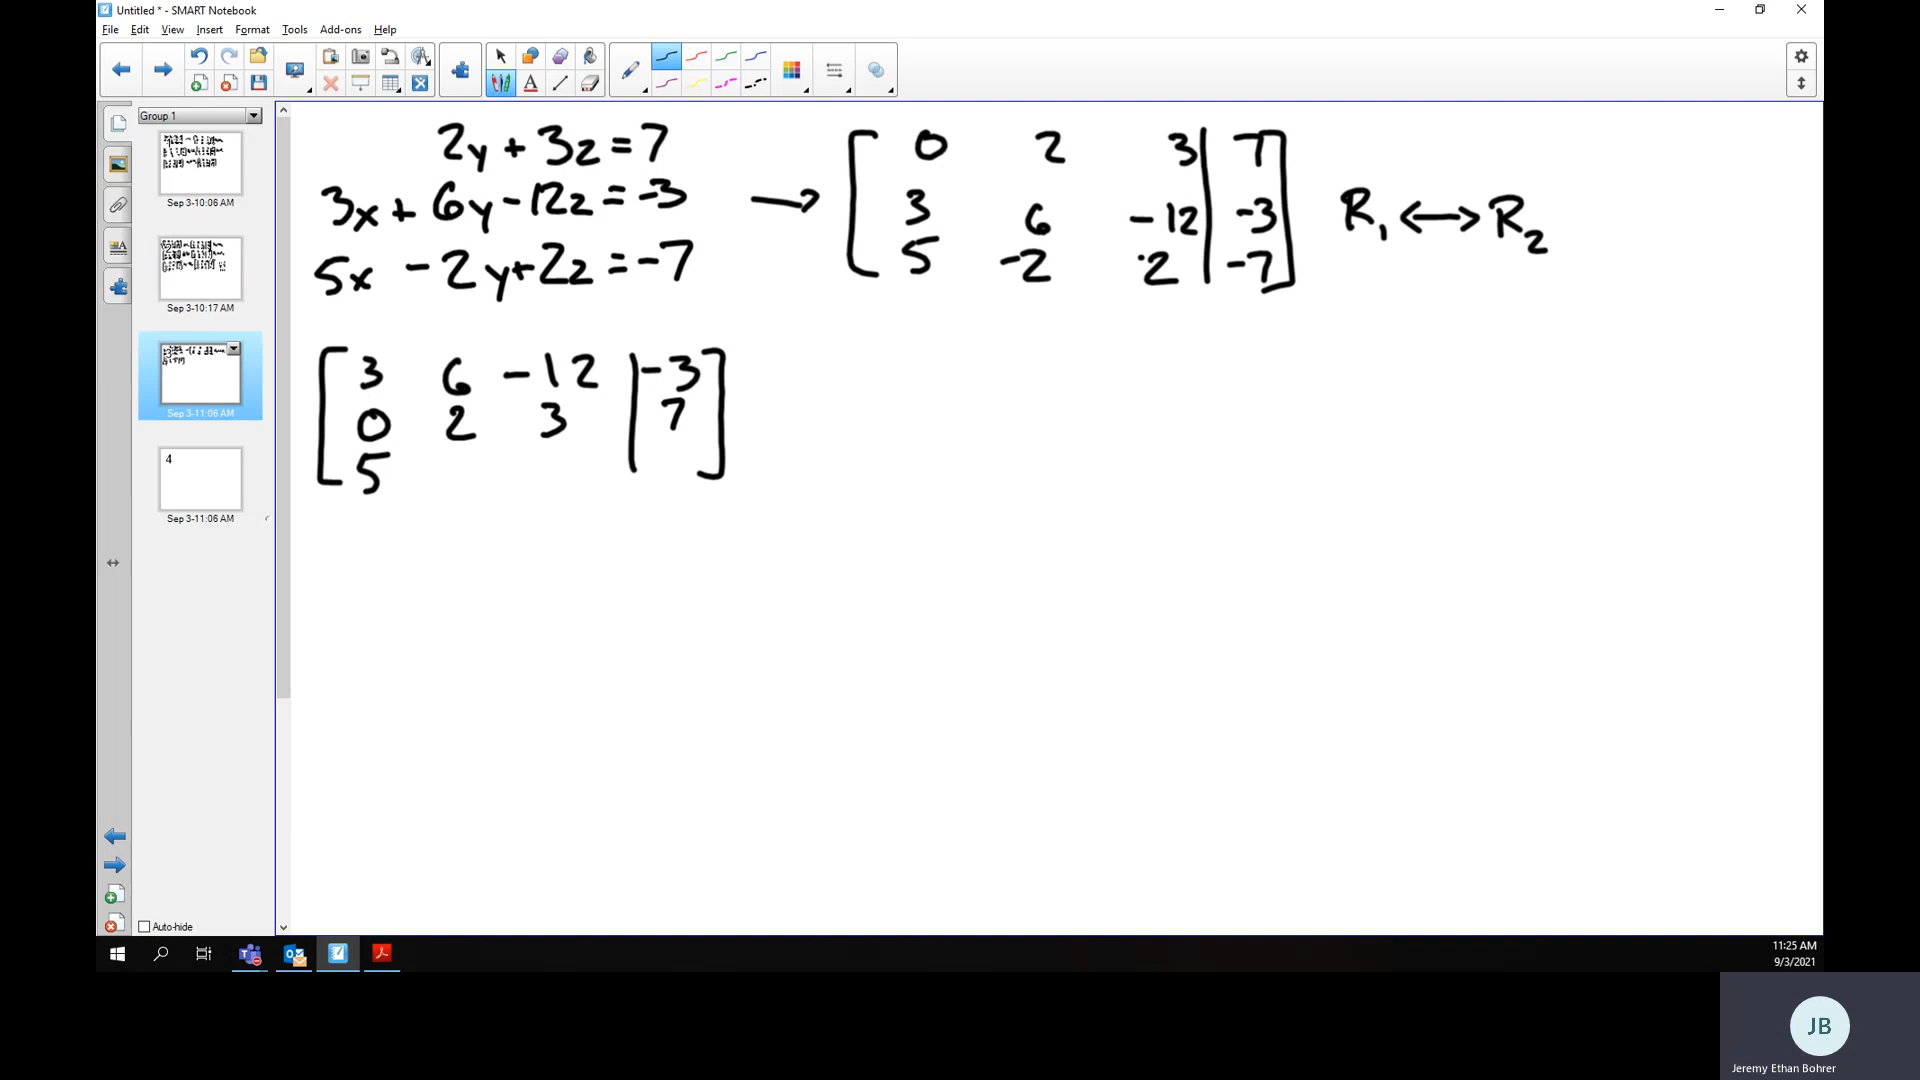 Untitled * - SMART Notebook
File Edit View Insert Format Tools Add-ons Help
Group 1
Sep 3-10:06 AM
Sep 3-10:17 AM
Sep 3-11:06 AM
4
Sep 3-11:06 AM
Auto-hide
2y + 3z = 7
3x + 6y - 12z = -3
5x - 2y + 2z = -7
→
0 2 3 | 7
3 6 -12 | -3
5 -2 2 | -7
R₁ ↔ R₂
3 6 -12 | -3
0 2 3 | 7
5
11:25 AM
9/3/2021
JB
Jeremy Ethan Bohrer